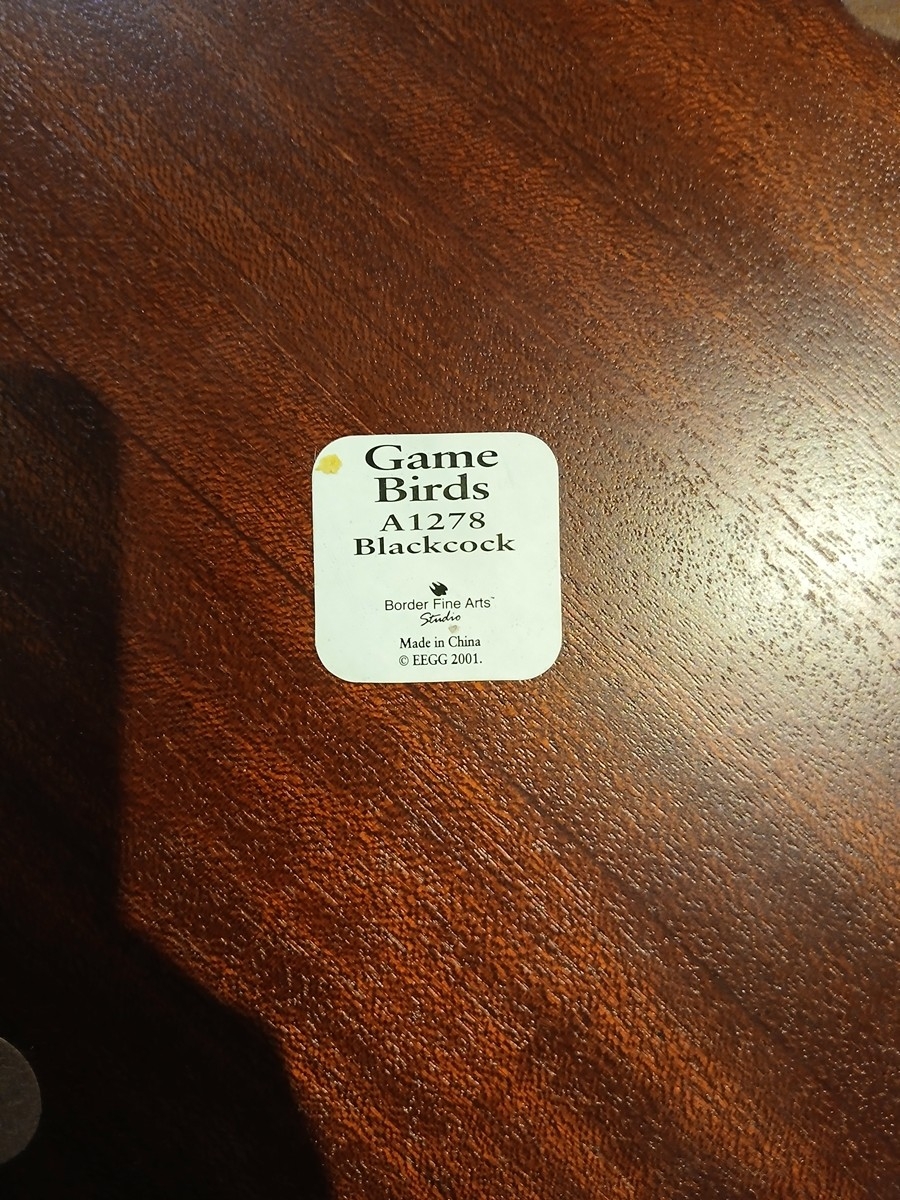 Game
Birds
A1278
Blackcock
Border Fine Arts™
Studio
Made in China
© EEGG 2001.